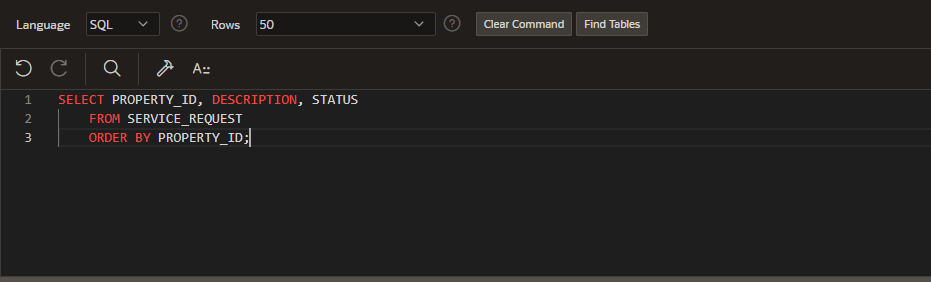 Language SQL ? Rows 50 ? Clear Command Find Tables
A
1 SELECT PROPERTY_ID, DESCRIPTION, STATUS
2 FROM SERVICE_REQUEST
3 ORDER BY PROPERTY_ID;